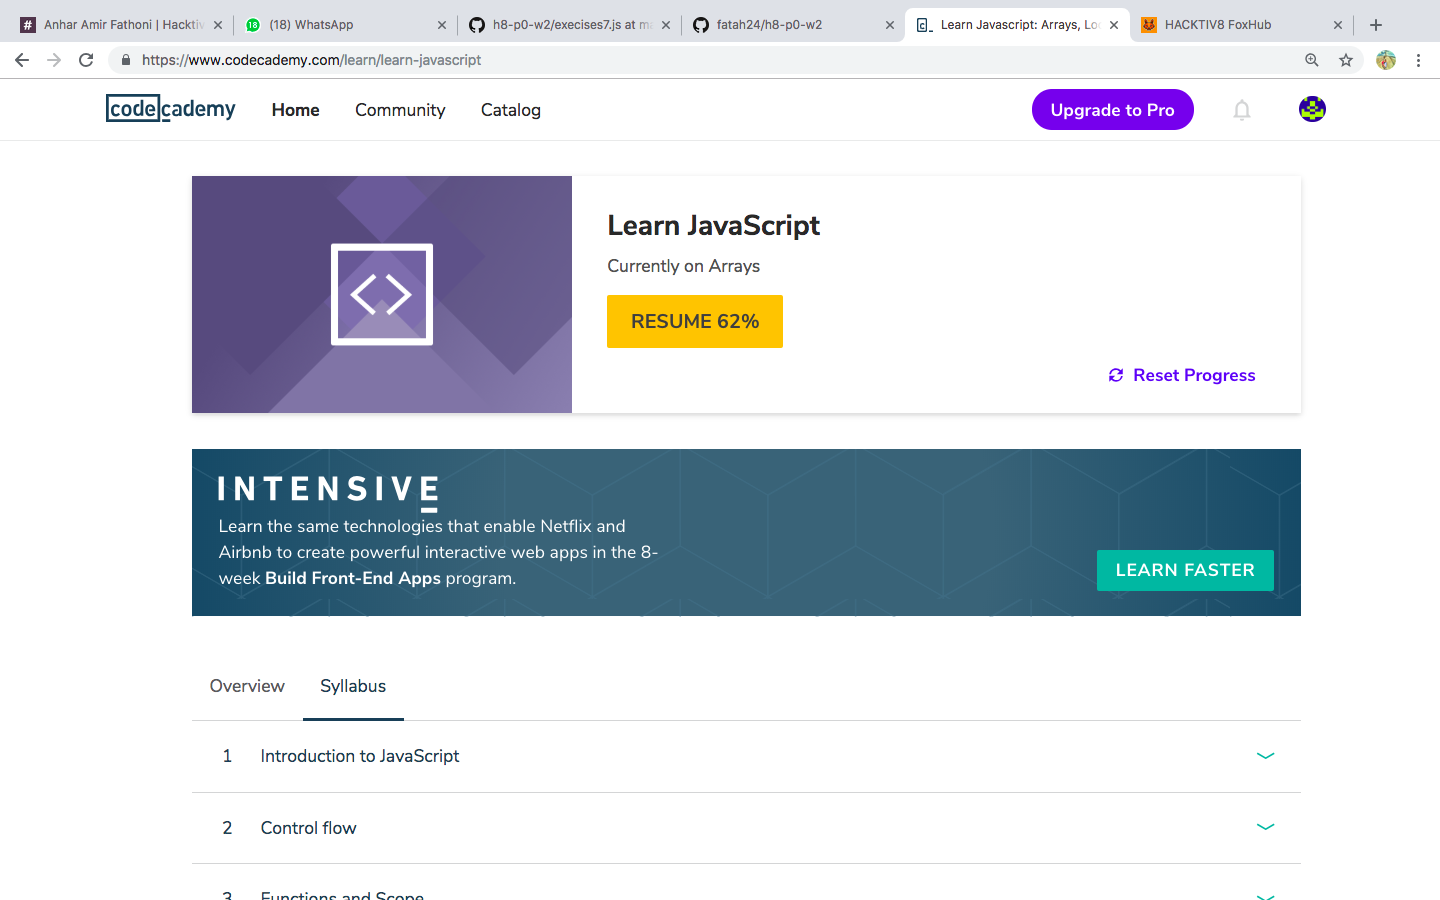 Anhar Amir Fathoni | Hacktiv
(18) WhatsApp
h8-p0-w2/execises7.js at ma
fatah24/h8-p0-w2
Learn Javascript: Arrays, Loo
HACKTIV8 FoxHub
https://www.codecademy.com/learn/learn-javascript
codecademy
Home
Community
Catalog
Upgrade to Pro
Learn JavaScript
Currently on Arrays
RESUME 62%
Reset Progress
INTENSIVE
Learn the same technologies that enable Netflix and
Airbnb to create powerful interactive web apps in the 8-
week Build Front-End Apps program.
LEARN FASTER
Overview
Syllabus
1 Introduction to JavaScript
2 Control flow
3 Functions and Scope